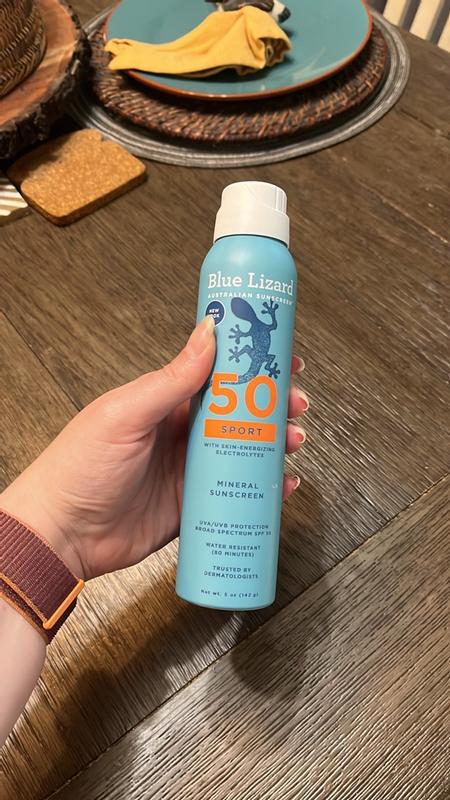 Blue Lizard
AUSTRALIAN SUNSCREEN
NEW
LOOK
50
SPORT
WITH SKIN-ENERGIZING
ELECTROLYTES
MINERAL
SUNSCREEN
UVA/UVB PROTECTION
BROAD SPECTRUM SPF 50
WATER RESISTANT
(80 MINUTES)
TRUSTED BY
DERMATOLOGISTS
Net wt. 5 oz (142 g)